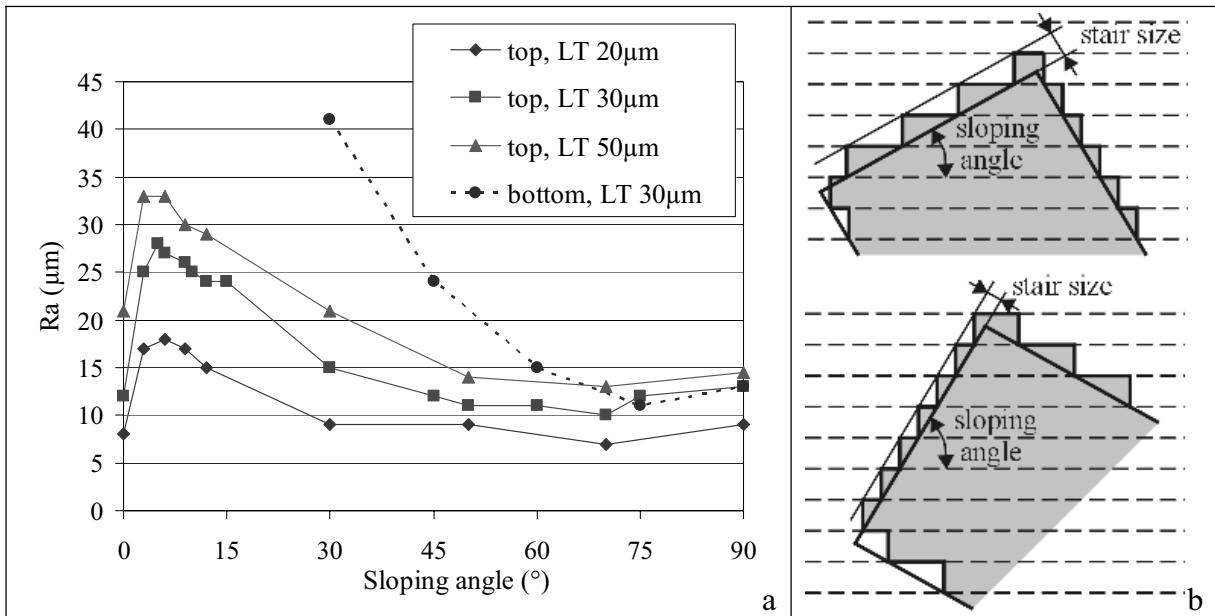 top, LT 20µm
top, LT 30µm
top, LT 50µm
bottom, LT 30µm
45
40
35
30
25
20
15
10
5
0
Ra (µm)
0 15 30 45 60 75 90
Sloping angle (°)
a
stair size
sloping
angle
stair size
sloping
angle
b